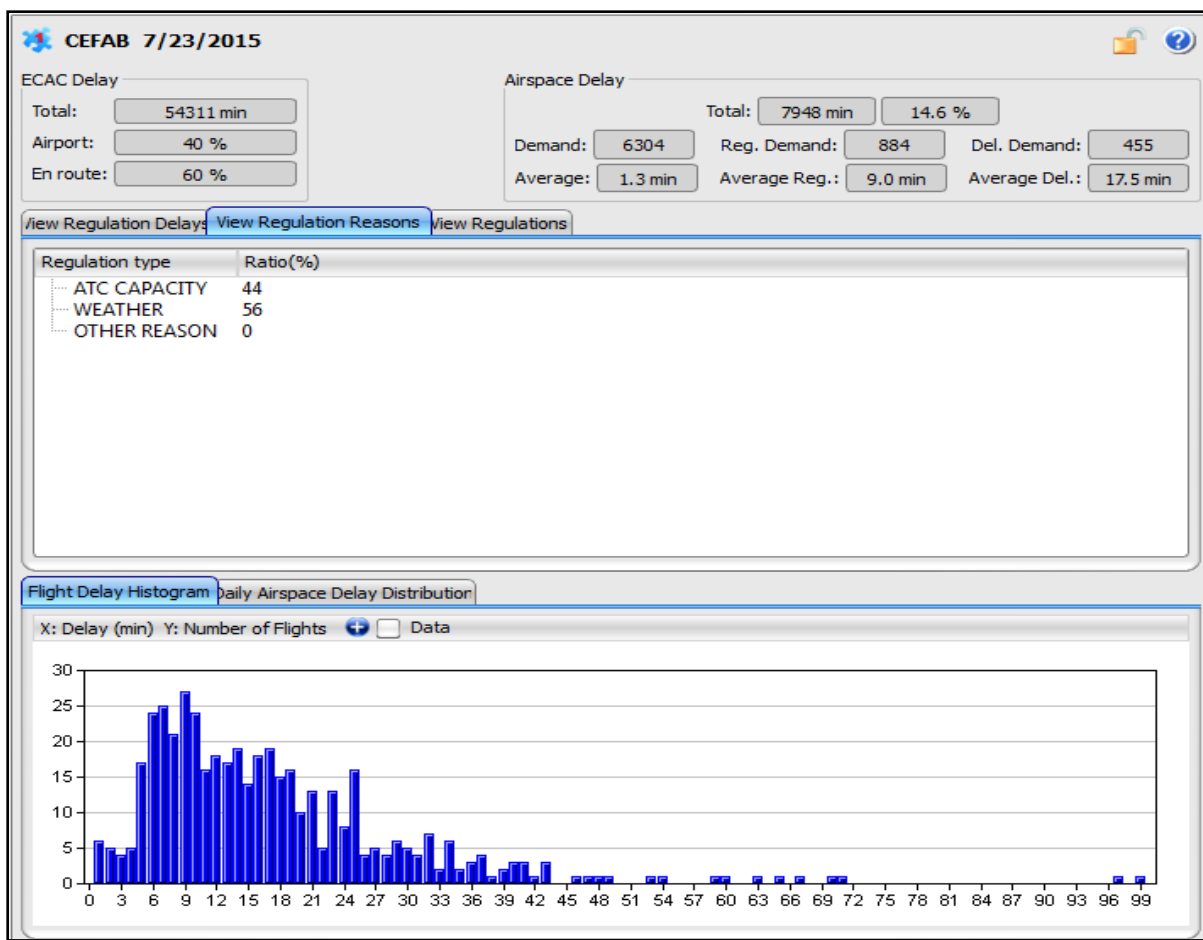 CEFAB 7/23/2015
ECAC Delay
Total: 54311 min
Airport: 40 %
En route: 60 %
Airspace Delay
Total: 7948 min 14.6 %
Demand: 6304 Reg. Demand: 884 Del. Demand: 455
Average: 1.3 min Average Reg.: 9.0 min Average Del.: 17.5 min
View Regulation Delays View Regulation Reasons View Regulations
Regulation type Ratio(%)
ATC CAPACITY 44
WEATHER 56
OTHER REASON 0
Flight Delay Histogram Daily Airspace Delay Distribution
X: Delay (min) Y: Number of Flights Data
30
25
20
15
10
5
0
0 3 6 9 12 15 18 21 24 27 30 33 36 39 42 45 48 51 54 57 60 63 66 69 72 75 78 81 84 87 90 93 96 99